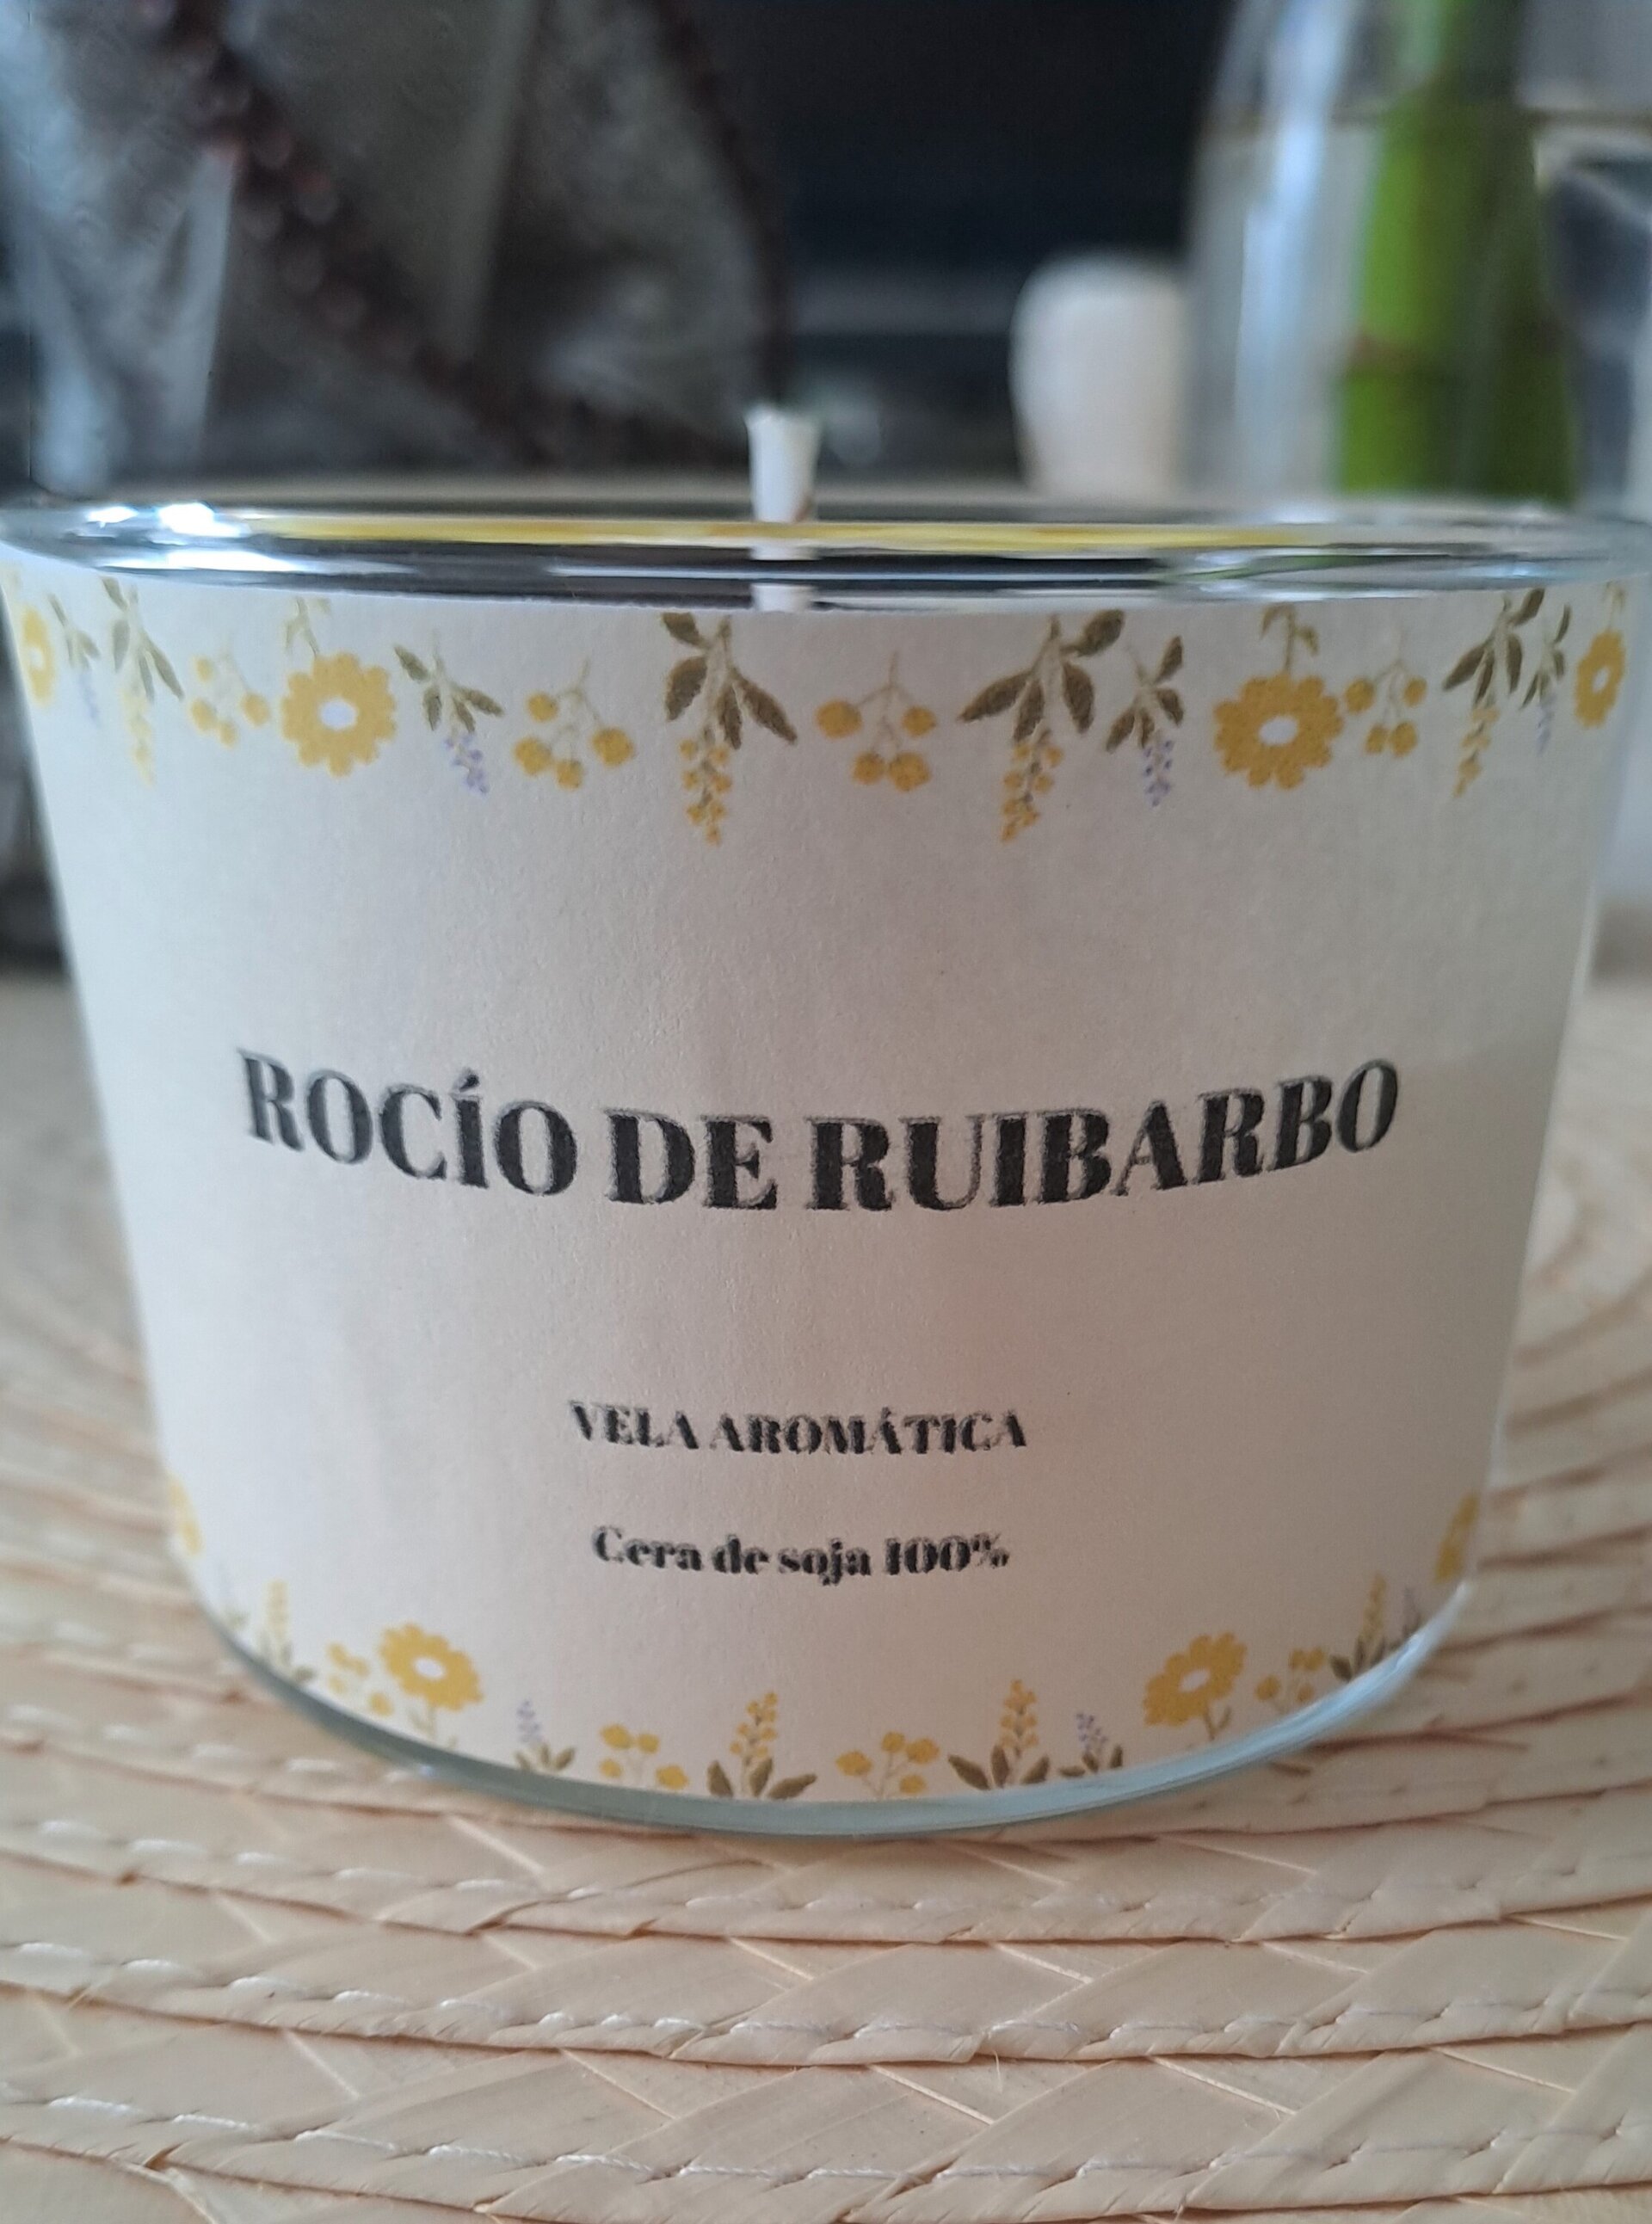 ROCÍO DE RUIBARBO
VELA AROMÁTICA
Cera de soja 100%